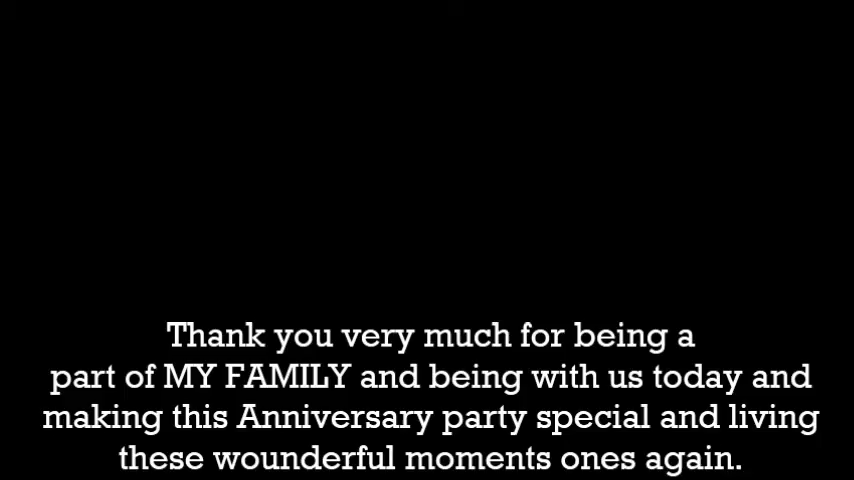 Thank you very much for being a
part of MY FAMILY and being with us today and
making this Anniversary party special and living
these wounderful moments ones again.